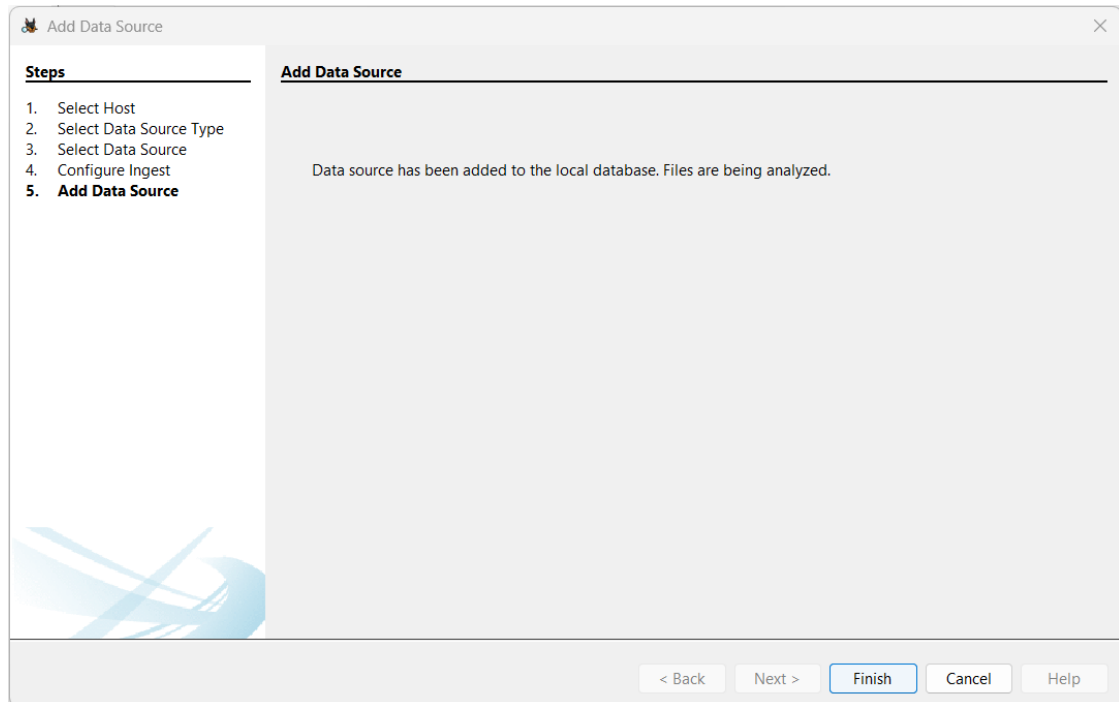 Add Data Source
Steps
1. Select Host
2. Select Data Source Type
3. Select Data Source
4. Configure Ingest
5. Add Data Source
Add Data Source
Data source has been added to the local database. Files are being analyzed.
< Back
Next >
Finish
Cancel
Help